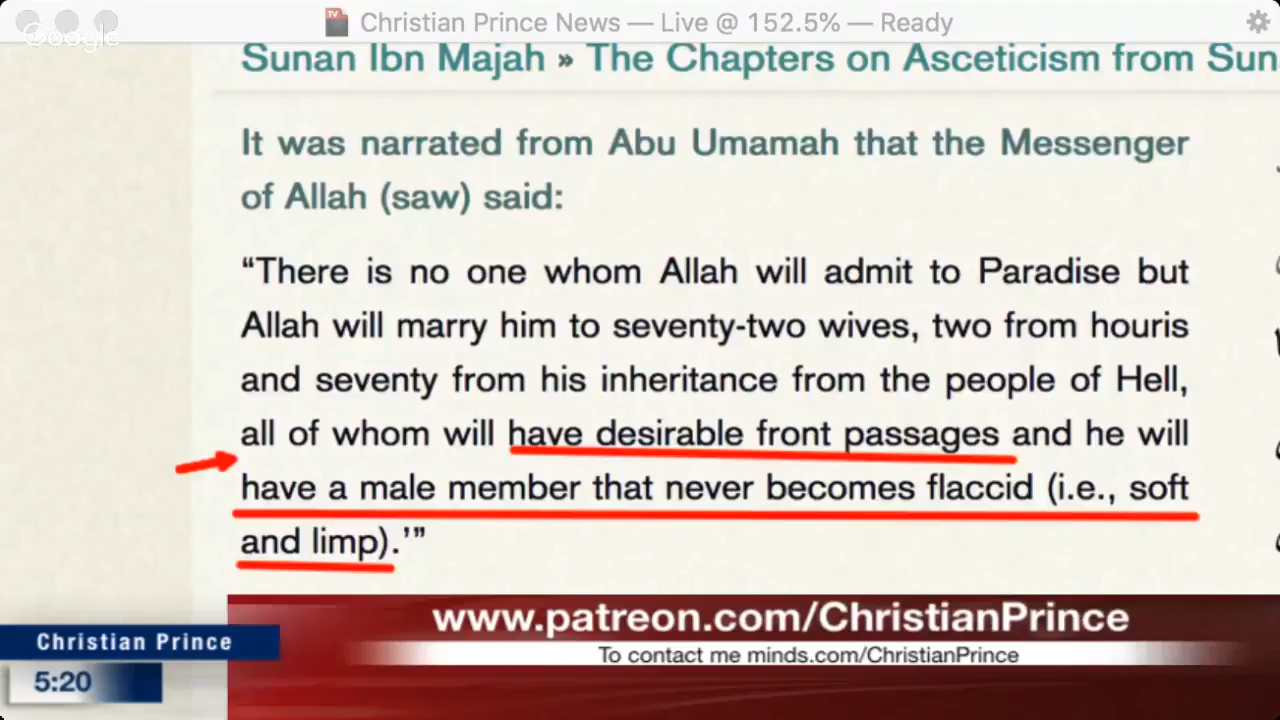 Christian Prince News — Live @ 152.5% — Ready
Google
Sunan Ibn Majah » The Chapters on Asceticism from Sun
It was narrated from Abu Umamah that the Messenger
of Allah (saw) said:
“There is no one whom Allah will admit to Paradise but
Allah will marry him to seventy-two wives, two from houris
and seventy from his inheritance from the people of Hell,
all of whom will have desirable front passages and he will
have a male member that never becomes flaccid (i.e., soft
and limp).’”
www.patreon.com/ChristianPrince
To contact me minds.com/ChristianPrince
Christian Prince
5:20